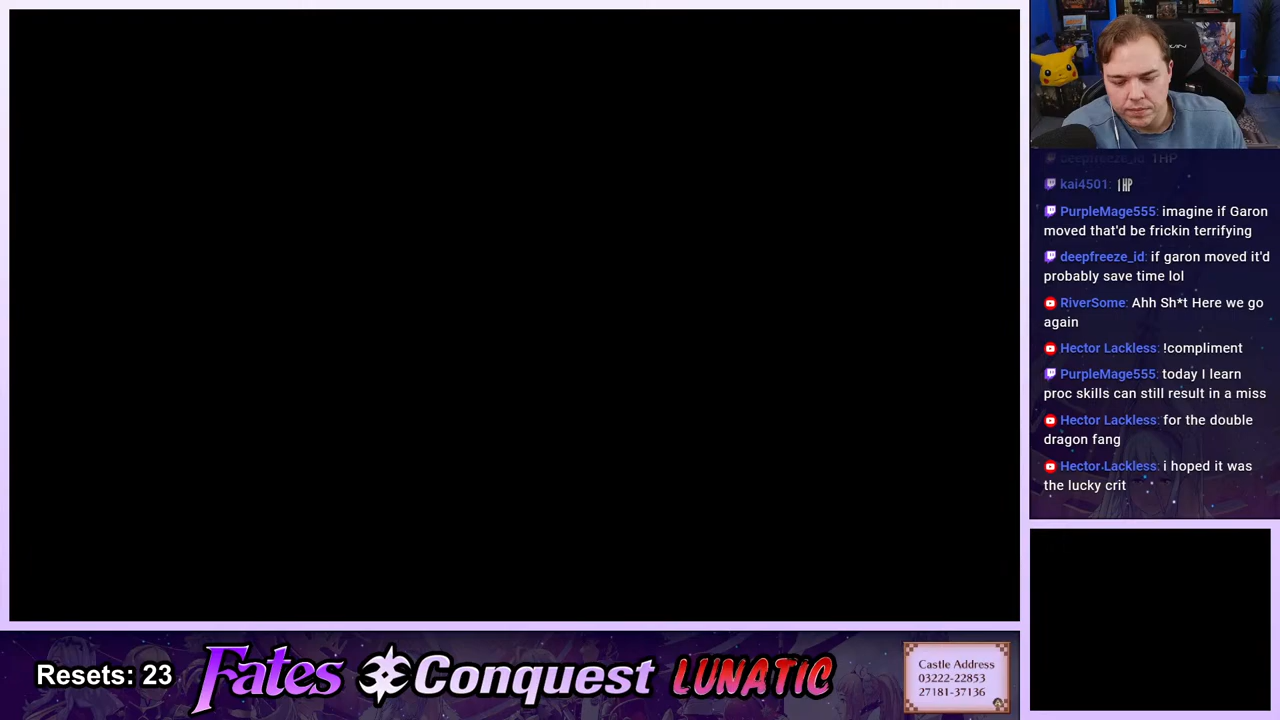 deepfreeze_id: 1HP
kai4501: 1HP
PurpleMage555: imagine if Garon
moved that'd be frickin terrifying
deepfreeze_id: if garon moved it'd
probably save time lol
RiverSome: Ahh Sh*t Here we go
again
Hector Lackless: !compliment
PurpleMage555: today I learn
proc skills can still result in a miss
Hector Lackless: for the double
dragon fang
Hector Lackless: i hoped it was
the lucky crit
Resets: 23
Fates Conquest LUNATIC
Castle Address
03222-22853
27181-37136